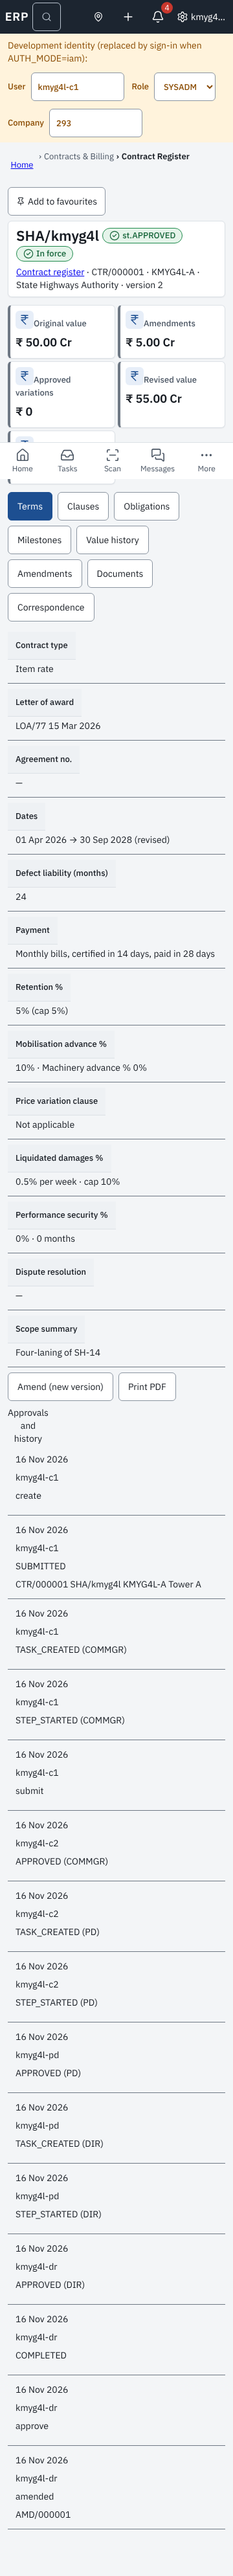 ERP
4
kmyg4...
Development identity (replaced by sign-in when
AUTH_MODE=iam):
User kmyg4l-c1 Role SYSADM
Company 293
Home › Contracts & Billing › Contract Register
Add to favourites
SHA/kmyg4l st.APPROVED
In force
Contract register · CTR/000001 · KMYG4L-A ·
State Highways Authority · version 2
Original value
₹ 50.00 Cr
Amendments
₹ 5.00 Cr
Approved
variations
₹ 0
Revised value
₹ 55.00 Cr
Home
Tasks
Scan
Messages
More
Terms
Clauses
Obligations
Milestones
Value history
Amendments
Documents
Correspondence
Contract type
Item rate
Letter of award
LOA/77 15 Mar 2026
Agreement no.
—
Dates
01 Apr 2026 → 30 Sep 2028 (revised)
Defect liability (months)
24
Payment
Monthly bills, certified in 14 days, paid in 28 days
Retention %
5% (cap 5%)
Mobilisation advance %
10% · Machinery advance % 0%
Price variation clause
Not applicable
Liquidated damages %
0.5% per week · cap 10%
Performance security %
0% · 0 months
Dispute resolution
—
Scope summary
Four-laning of SH-14
Amend (new version)
Print PDF
Approvals
and
history
16 Nov 2026
kmyg4l-c1
create
16 Nov 2026
kmyg4l-c1
SUBMITTED
CTR/000001 SHA/kmyg4l KMYG4L-A Tower A
16 Nov 2026
kmyg4l-c1
TASK_CREATED (COMMGR)
16 Nov 2026
kmyg4l-c1
STEP_STARTED (COMMGR)
16 Nov 2026
kmyg4l-c1
submit
16 Nov 2026
kmyg4l-c2
APPROVED (COMMGR)
16 Nov 2026
kmyg4l-c2
TASK_CREATED (PD)
16 Nov 2026
kmyg4l-c2
STEP_STARTED (PD)
16 Nov 2026
kmyg4l-pd
APPROVED (PD)
16 Nov 2026
kmyg4l-pd
TASK_CREATED (DIR)
16 Nov 2026
kmyg4l-pd
STEP_STARTED (DIR)
16 Nov 2026
kmyg4l-dr
APPROVED (DIR)
16 Nov 2026
kmyg4l-dr
COMPLETED
16 Nov 2026
kmyg4l-dr
approve
16 Nov 2026
kmyg4l-dr
amended
AMD/000001